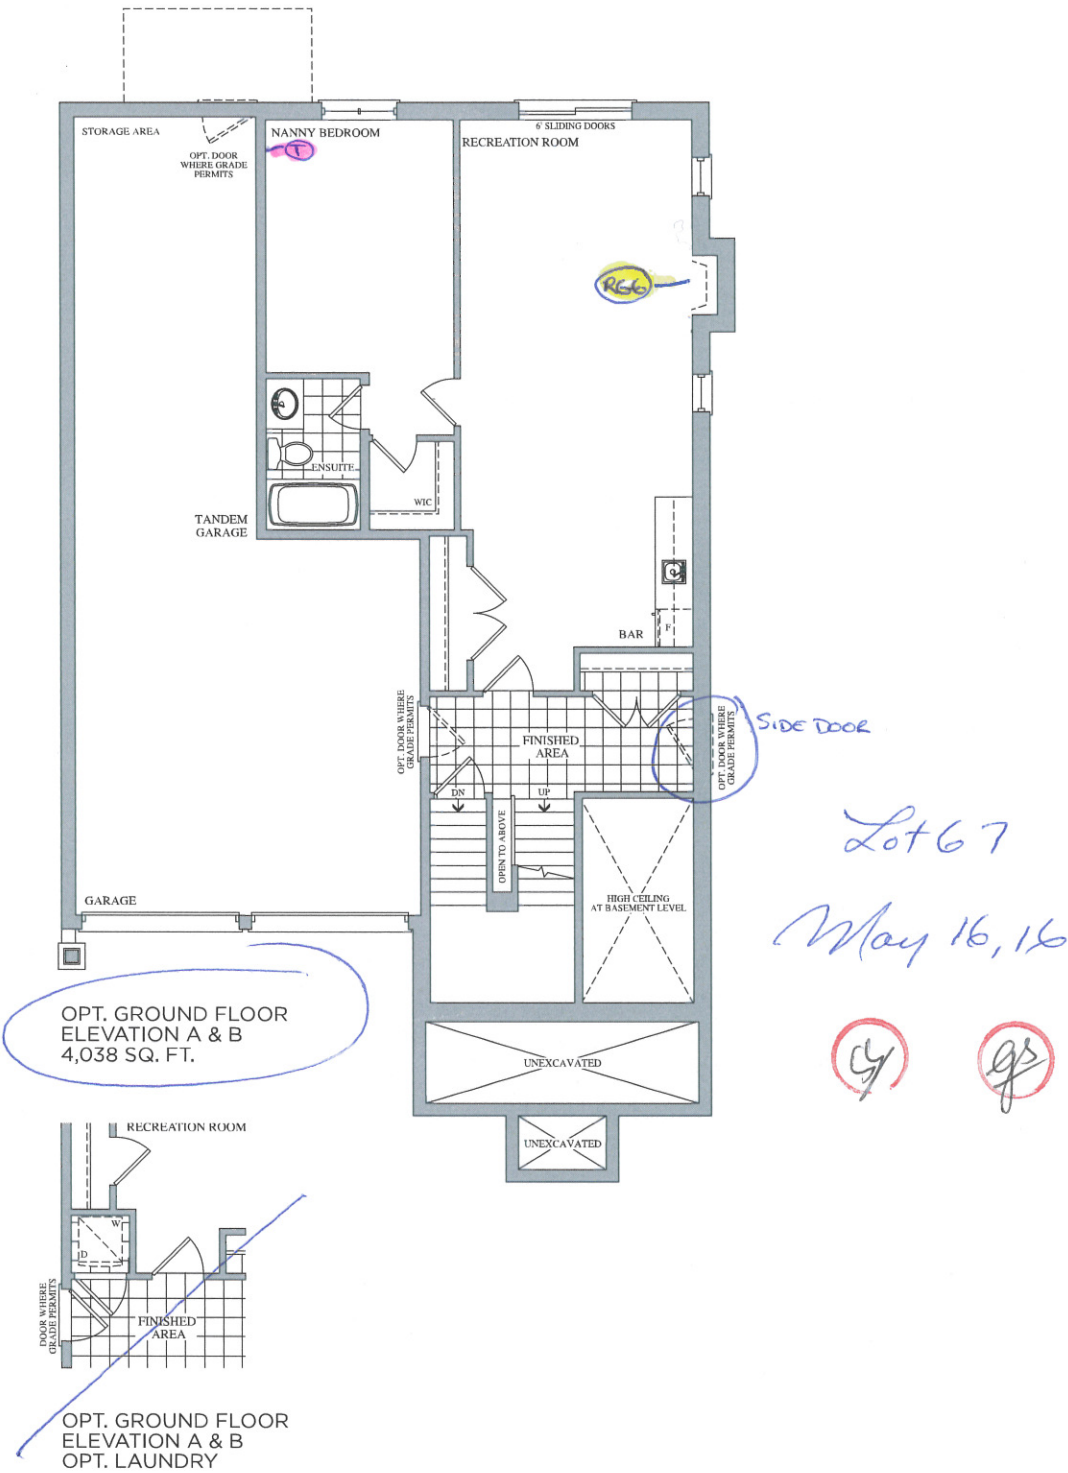 STORAGE AREA
OPT. DOOR
WHERE GRADE
PERMITS
NANNY BEDROOM
T
6' SLIDING DOORS
RECREATION ROOM
RGG
ENSUITE
WIC
TANDEM
GARAGE
BAR
F
OPT. DOOR WHERE
GRADE PERMITS
FINISHED
AREA
OPT. DOOR WHERE
GRADE PERMITS
SIDE DOOR
DN
UP
OPEN TO ABOVE
HIGH CEILING
AT BASEMENT LEVEL
GARAGE
Lot 67
May 16, 16
OPT. GROUND FLOOR
ELEVATION A & B
4,038 SQ. FT.
UNEXCAVATED
UNEXCAVATED
gs
RECREATION ROOM
W
D
DOOR WHERE
GRADE PERMITS
FINISHED
AREA
OPT. GROUND FLOOR
ELEVATION A & B
OPT. LAUNDRY